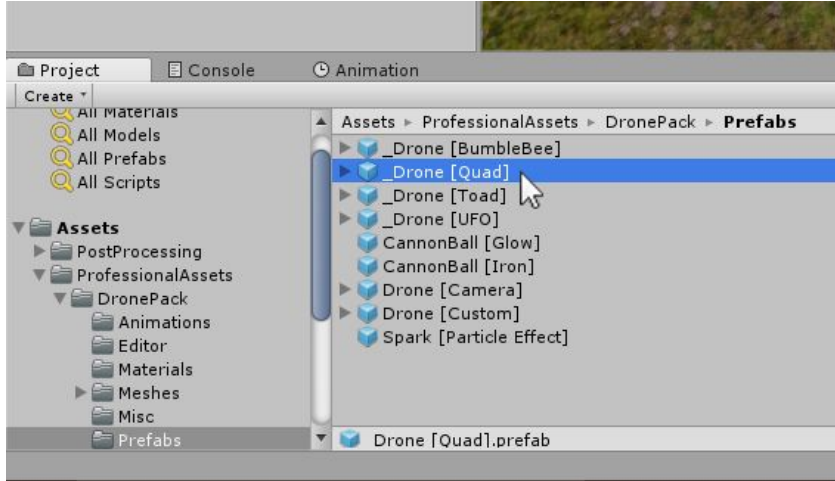 Project Console Animation
Create
All Materials
All Models
All Prefabs
All Scripts
Assets
PostProcessing
ProfessionalAssets
DronePack
Animations
Editor
Materials
Meshes
Misc
Prefabs
Assets ▸ ProfessionalAssets ▸ DronePack ▸ Prefabs
_Drone [BumbleBee]
_Drone [Quad]
_Drone [Toad]
_Drone [UFO]
CannonBall [Glow]
CannonBall [Iron]
Drone [Camera]
Drone [Custom]
Spark [Particle Effect]
_Drone [Quad].prefab